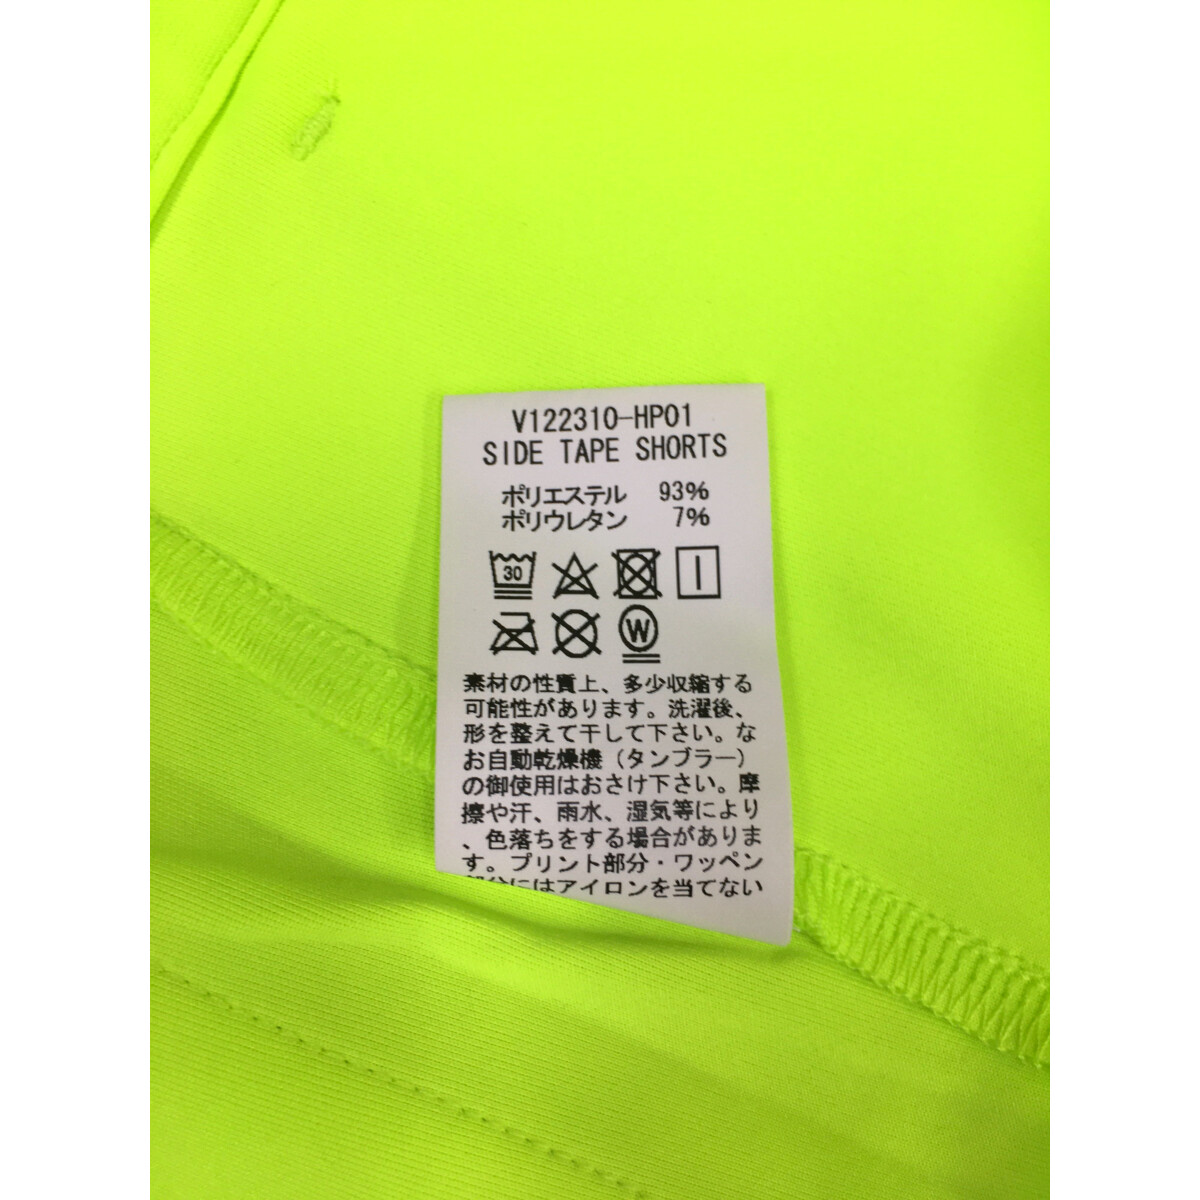 V122310-HP01
SIDE TAPE SHORTS
ポリエステル 93%
ポリウレタン 7%
30
W
素材の性質上、多少収縮する
可能性があります。洗濯後、
形を整えて干して下さい。な
お自動乾燥機（タンブラー）
の御使用はおさけ下さい。摩
擦や汗、雨水、湿気等により
、色落ちをする場合がありま
す。プリント部分・ワッペン
部分にはアイロンを当てない